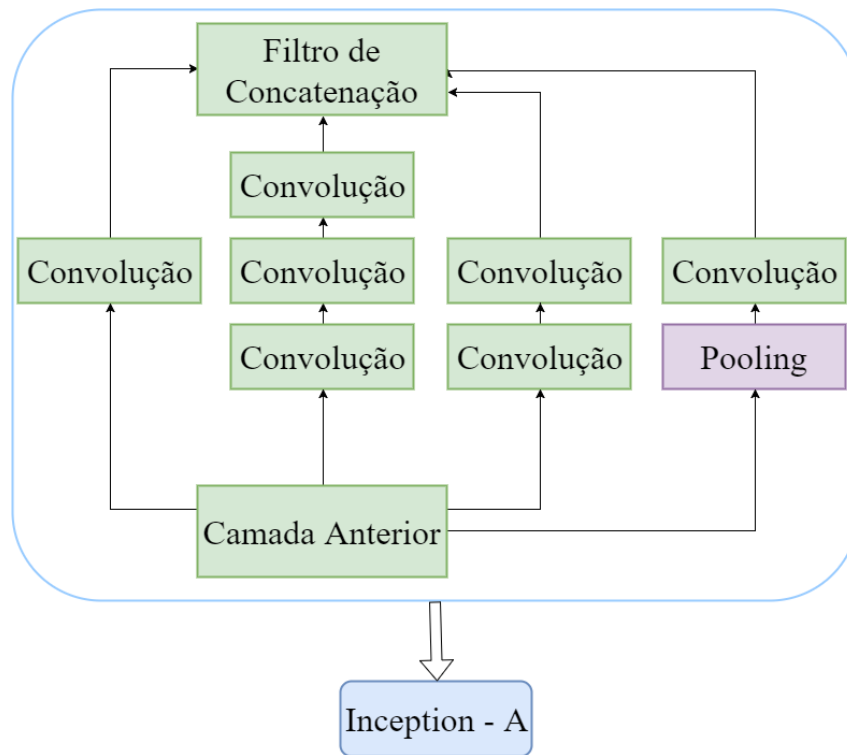 Filtro de
Concatenação
Convolução
Convolução
Convolução
Convolução
Convolução
Convolução
Convolução
Pooling
Camada Anterior
Inception - A